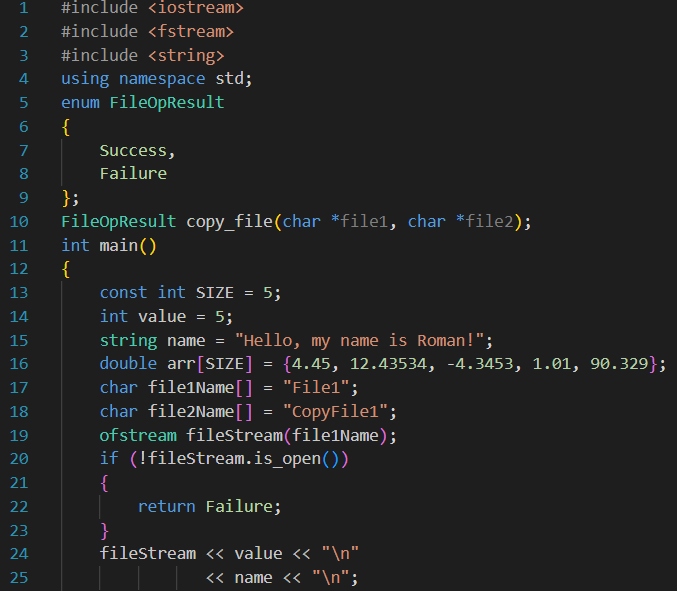 1 #include <iostream>
2 #include <fstream>
3 #include <string>
4 using namespace std;
5 enum FileOpResult
6 {
7     Success,
8     Failure
9 };
10 FileOpResult copy_file(char *file1, char *file2);
11 int main()
12 {
13     const int SIZE = 5;
14     int value = 5;
15     string name = "Hello, my name is Roman!";
16     double arr[SIZE] = {4.45, 12.43534, -4.3453, 1.01, 90.329};
17     char file1Name[] = "File1";
18     char file2Name[] = "CopyFile1";
19     ofstream fileStream(file1Name);
20     if (!fileStream.is_open())
21     {
22         return Failure;
23     }
24     fileStream << value << "\n"
25                << name << "\n";